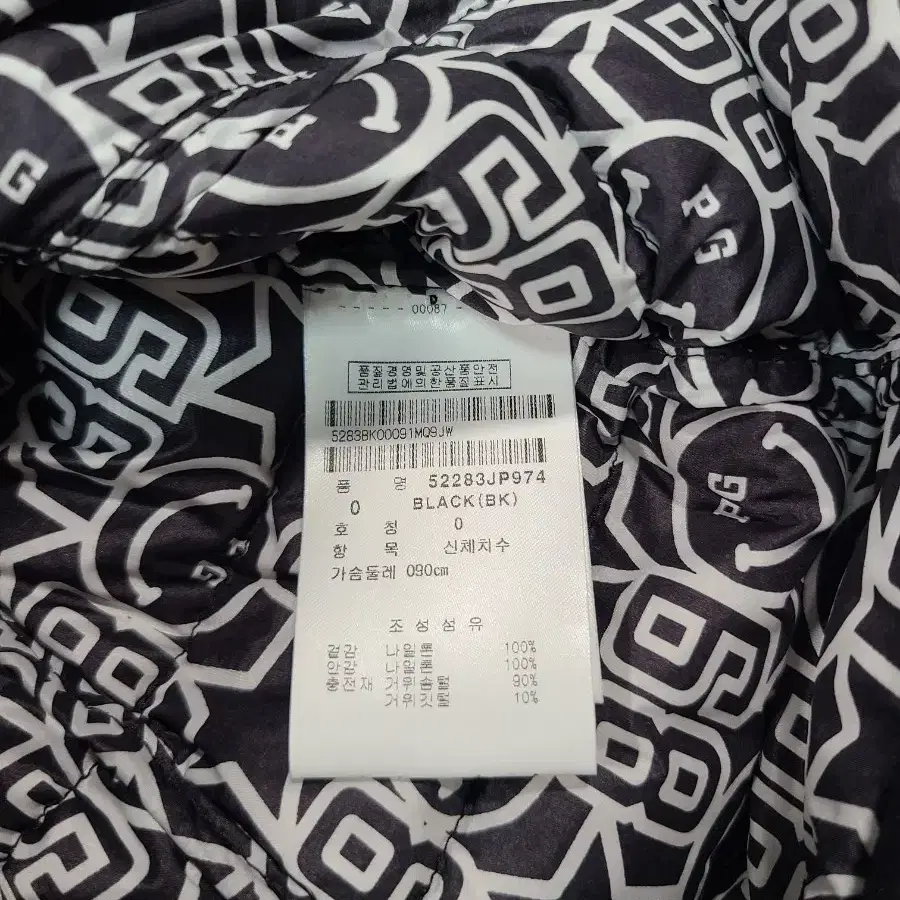 - - - - - 00087 -
품질경영및공산품안전
관리법에의한품질표시
5283BK00091MQ9JW
품 명 52283JP974
0 BLACK(BK)
호 칭 0
항 목 신체치수
가슴둘레 090cm
조성섬유
겉감 나일론 100%
안감 나일론 100%
충전재 거위솜털 90%
거위깃털 10%
PG
PG
PG